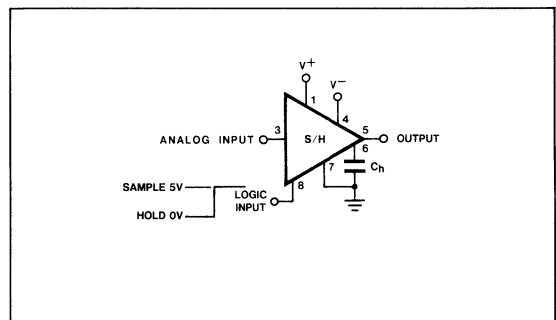 V+
V-
1
4
3
S/H
5
ANALOG INPUT
OUTPUT
6
Ch
7
8
SAMPLE 5V
LOGIC
INPUT
HOLD 0V